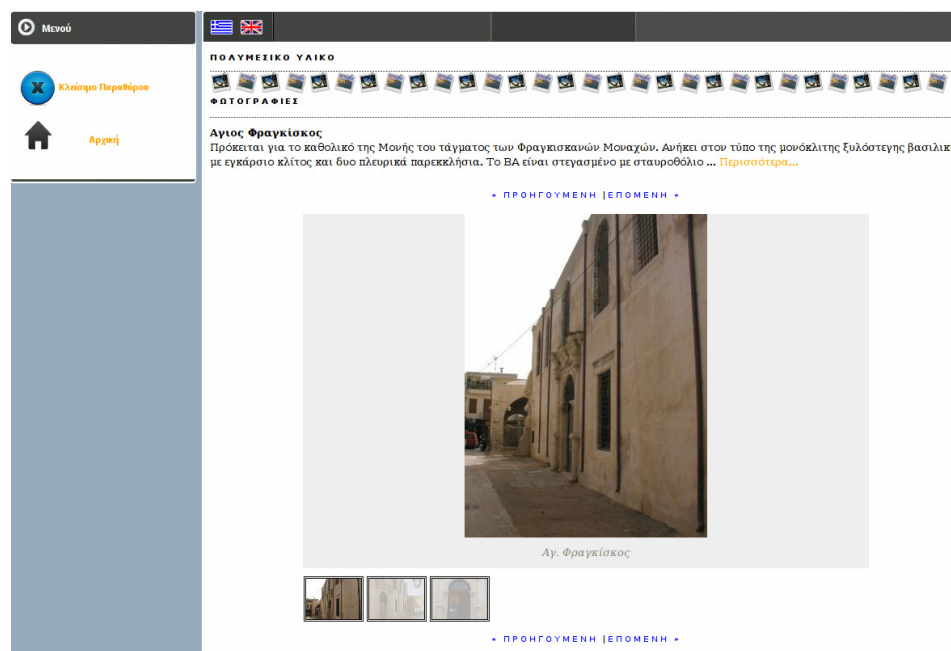 Μενού
Κλείσιμο Παραθύρου
Αρχική
ΠΟΛΥΜΕΣΙΚΟ ΥΛΙΚΟ
ΦΩΤΟΓΡΑΦΙΕΣ
Αγιος Φραγκίσκος
Πρόκειται για το καθολικό της Μονής του τάγματος των Φραγκισκανών Μοναχών. Ανήκει στον τύπο της μονόκλιτης ξυλόστεγης βασιλικ
με εγκάρσιο κλίτος και δυο πλευρικά παρεκκλήσια. Το ΒΑ είναι στεγασμένο με σταυροθόλιο ... Περισσότερα...
« ΠΡΟΗΓΟΥΜΕΝΗ |ΕΠΟΜΕΝΗ »
Αγ. Φραγκίσκος
« ΠΡΟΗΓΟΥΜΕΝΗ |ΕΠΟΜΕΝΗ »